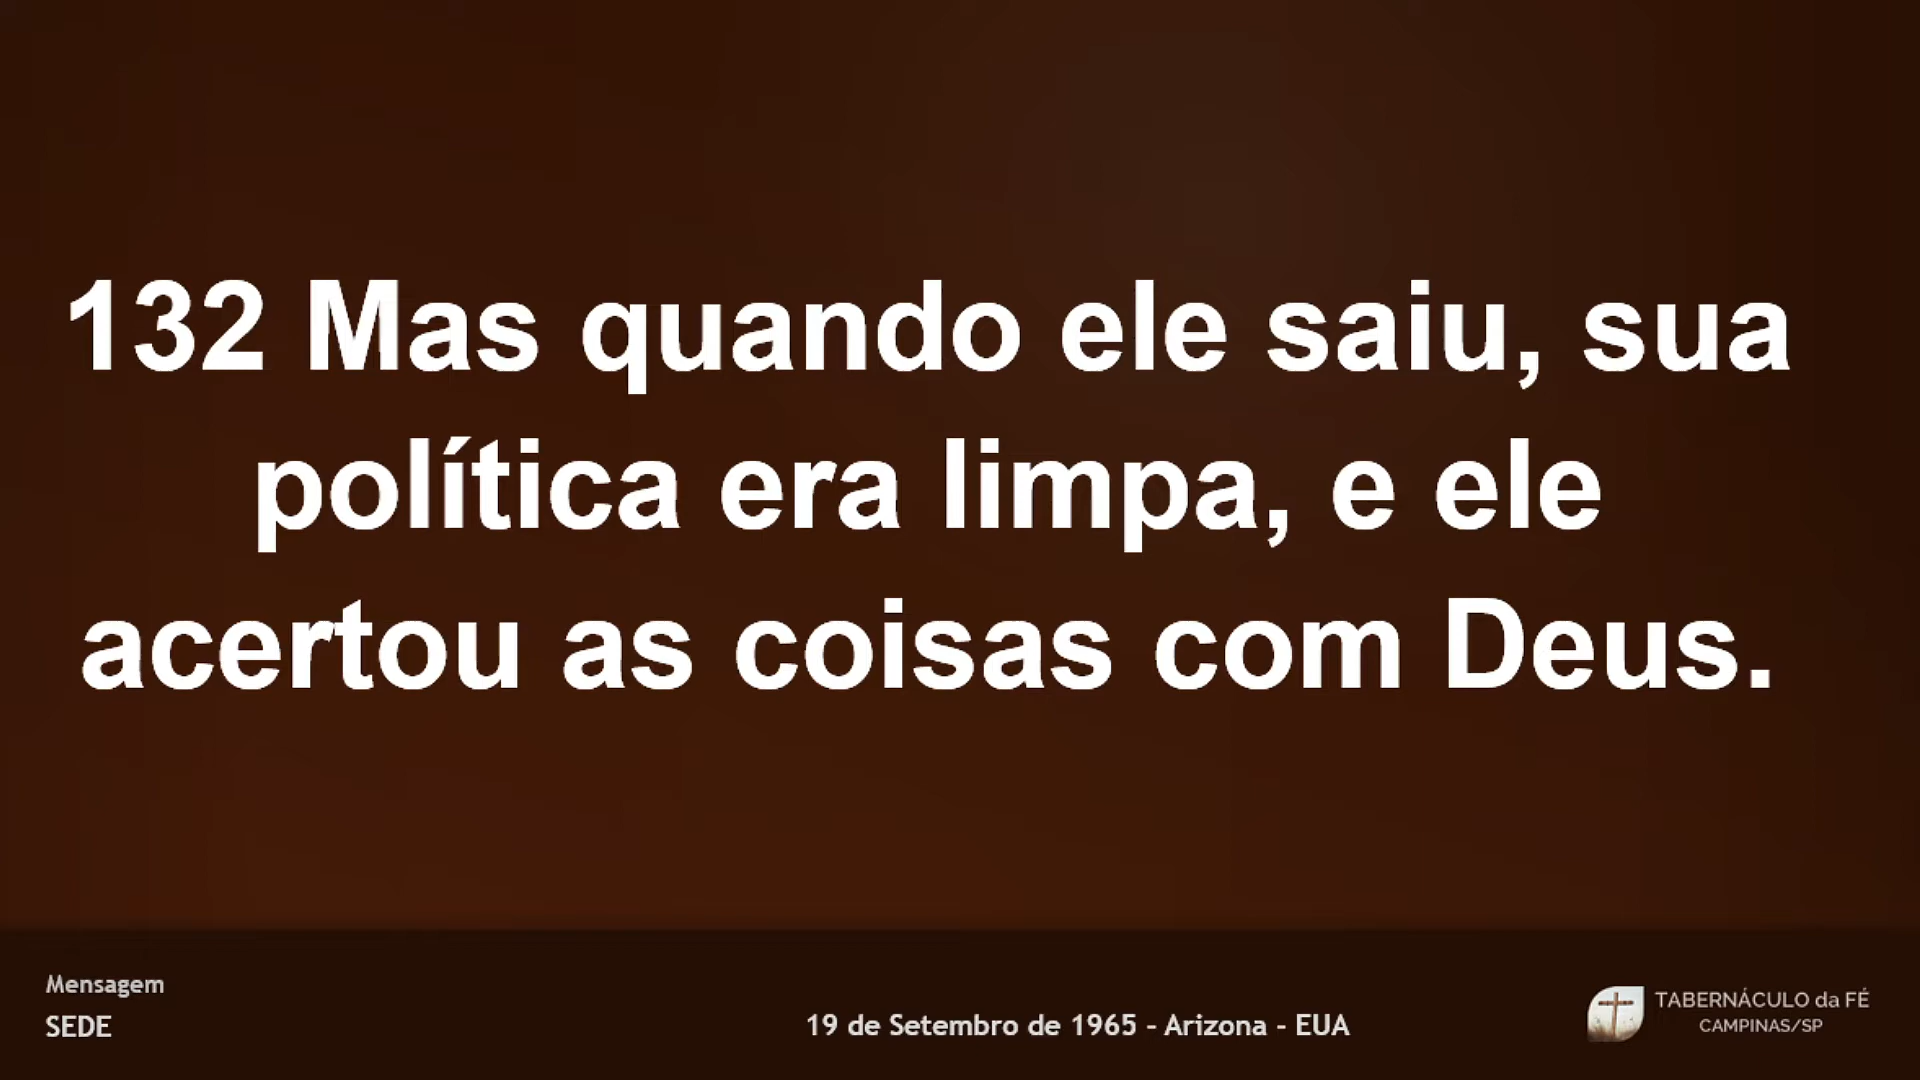 132 Mas quando ele saiu, sua
política era limpa, e ele
acertou as coisas com Deus.
Mensagem
SEDE
19 de Setembro de 1965 - Arizona - EUA
TABERNÁCULO da FÉ
CAMPINAS/SP